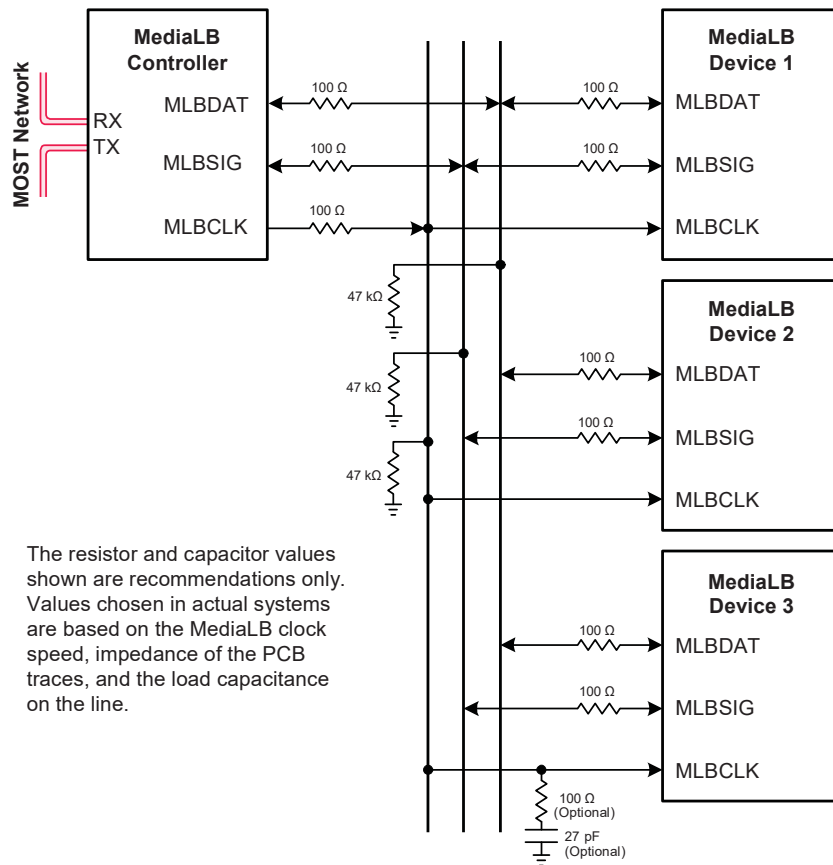 MediaLB
Controller
MOST Network
RX
TX
MLBDAT
MLBSIG
MLBCLK
100 Ω
100 Ω
100 Ω
MediaLB
Device 1
100 Ω
MLBDAT
100 Ω
MLBSIG
MLBCLK
47 kΩ
47 kΩ
47 kΩ
MediaLB
Device 2
100 Ω
MLBDAT
100 Ω
MLBSIG
MLBCLK
The resistor and capacitor values
shown are recommendations only.
Values chosen in actual systems
are based on the MediaLB clock
speed, impedance of the PCB
traces, and the load capacitance
on the line.
MediaLB
Device 3
100 Ω
MLBDAT
100 Ω
MLBSIG
MLBCLK
100 Ω
(Optional)
27 pF
(Optional)